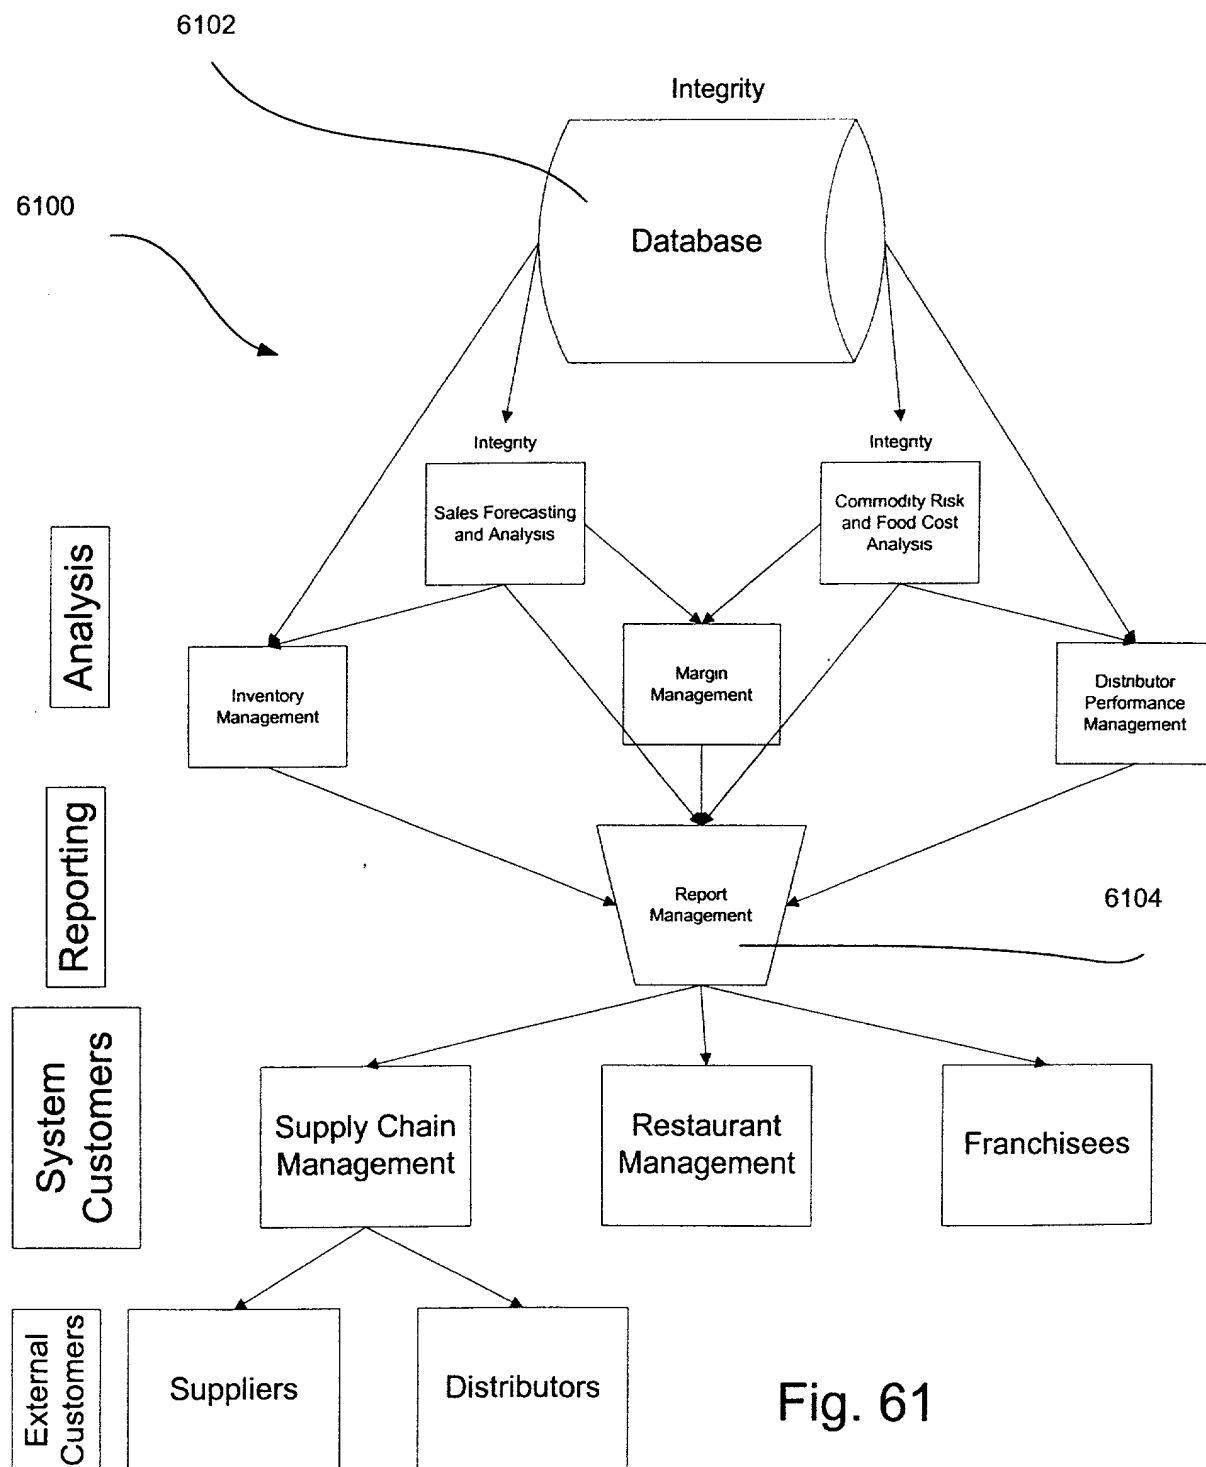 6102
Integrity
6100
Database
Integrity
Integrity
Sales Forecasting
and Analysis
Commodity Risk
and Food Cost
Analysis
Analysis
Inventory
Management
Margin
Management
Distributor
Performance
Management
Reporting
Report
Management
6104
System
Customers
Supply Chain
Management
Restaurant
Management
Franchisees
External
Customers
Suppliers
Distributors
Fig. 61